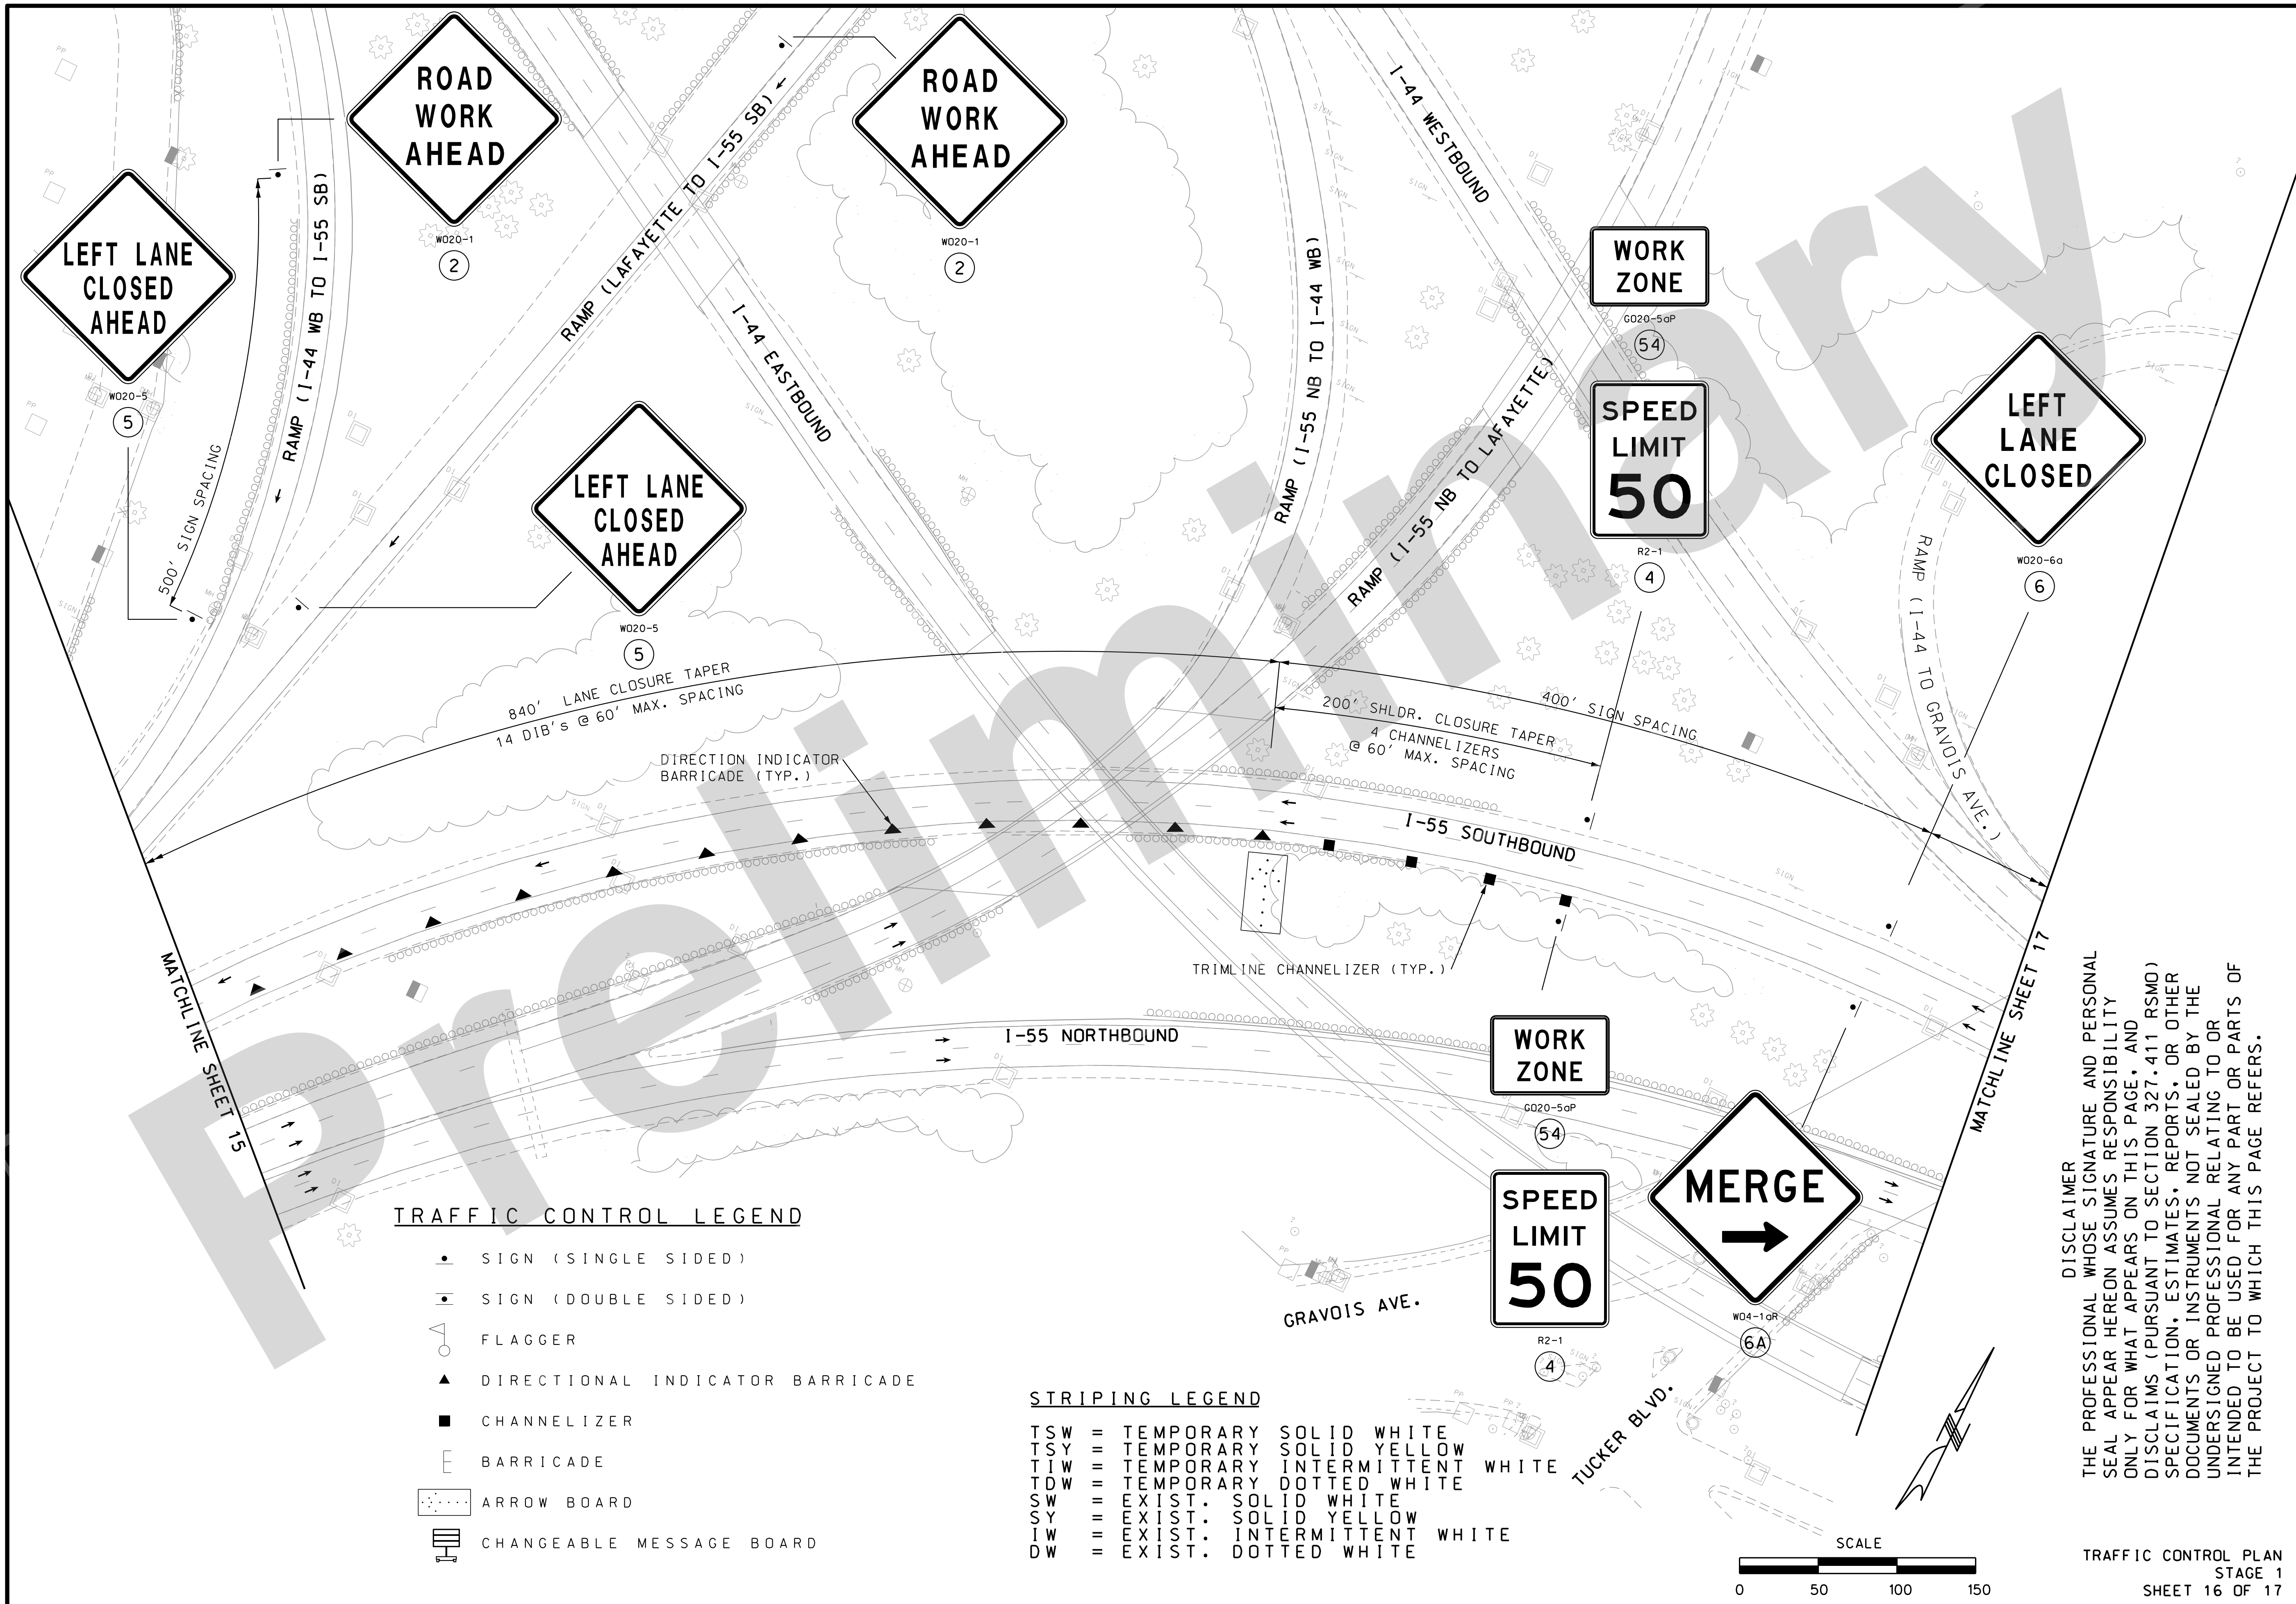 ROAD
WORK
AHEAD
WO20-1
2
ROAD
WORK
AHEAD
WO20-1
2
LEFT LANE
CLOSED
AHEAD
WO20-5
5
LEFT LANE
CLOSED
AHEAD
WO20-5
5
WORK
ZONE
GO20-5aP
54
SPEED
LIMIT
50
R2-1
4
LEFT
LANE
CLOSED
WO20-6a
6
RAMP (I-44 WB TO I-55 SB)
RAMP (LAFAYETTE TO I-55 SB)
I-44 EASTBOUND
RAMP (I-55 NB TO I-44 WB)
I-44 WESTBOUND
RAMP (I-55 NB TO LAFAYETTE)
RAMP (I-44 TO GRAVOIS AVE.)
500' SIGN SPACING
840' LANE CLOSURE TAPER
14 DIB's @ 60' MAX. SPACING
200' SHLDR. CLOSURE TAPER
4 CHANNELIZERS
@ 60' MAX. SPACING
400' SIGN SPACING
DIRECTION INDICATOR
BARRICADE (TYP.)
I-55 SOUTHBOUND
TRIMLINE CHANNELIZER (TYP.)
I-55 NORTHBOUND
MATCHLINE SHEET 15
MATCHLINE SHEET 17
WORK
ZONE
GO20-5aP
54
SPEED
LIMIT
50
R2-1
4
MERGE
WO4-1aR
6A
GRAVOIS AVE.
TUCKER BLVD.
Preliminary
TRAFFIC CONTROL LEGEND
SIGN (SINGLE SIDED)
SIGN (DOUBLE SIDED)
FLAGGER
DIRECTIONAL INDICATOR BARRICADE
CHANNELIZER
BARRICADE
ARROW BOARD
CHANGEABLE MESSAGE BOARD
STRIPING LEGEND
TSW = TEMPORARY SOLID WHITE
TSY = TEMPORARY SOLID YELLOW
TIW = TEMPORARY INTERMITTENT WHITE
TDW = TEMPORARY DOTTED WHITE
SW = EXIST. SOLID WHITE
SY = EXIST. SOLID YELLOW
IW = EXIST. INTERMITTENT WHITE
DW = EXIST. DOTTED WHITE
DISCLAIMER
THE PROFESSIONAL WHOSE SIGNATURE AND PERSONAL
SEAL APPEAR HEREON ASSUMES RESPONSIBILITY
ONLY FOR WHAT APPEARS ON THIS PAGE, AND
DISCLAIMS (PURSUANT TO SECTION 327.411 RSMO)
SPECIFICATION, ESTIMATES, REPORTS, OR OTHER
DOCUMENTS OR INSTRUMENTS NOT SEALED BY THE
UNDERSIGNED PROFESSIONAL RELATING TO OR
INTENDED TO BE USED FOR ANY PART OR PARTS OF
THE PROJECT TO WHICH THIS PAGE REFERS.
SCALE
0 50 100 150
TRAFFIC CONTROL PLAN
STAGE 1
SHEET 16 OF 17